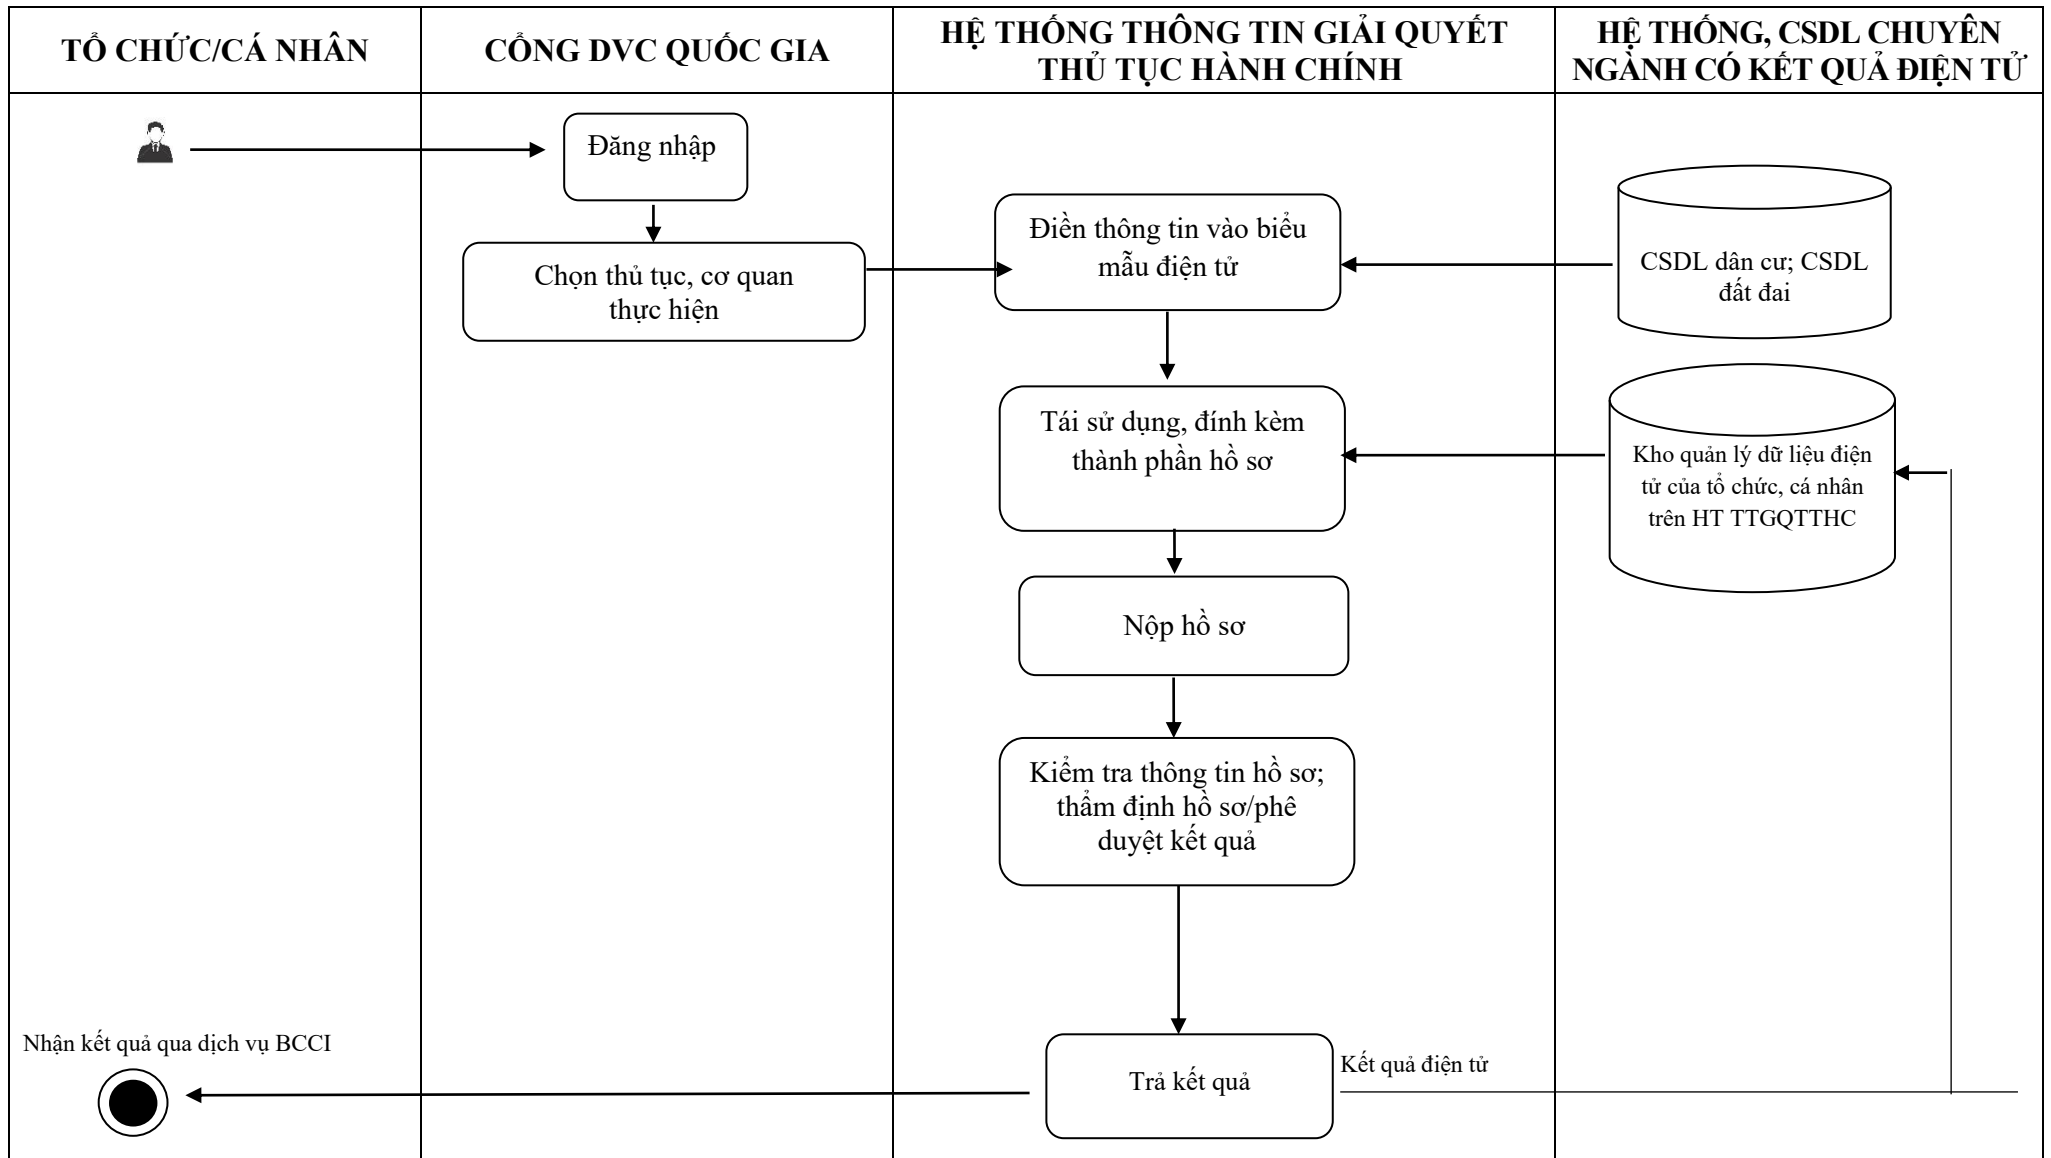 TỔ CHỨC/CÁ NHÂN
CỔNG DVC QUỐC GIA
HỆ THỐNG THÔNG TIN GIẢI QUYẾT
THỦ TỤC HÀNH CHÍNH
HỆ THỐNG, CSDL CHUYÊN
NGÀNH CÓ KẾT QUẢ ĐIỆN TỬ
Đăng nhập
Chọn thủ tục, cơ quan
thực hiện
Điền thông tin vào biểu
mẫu điện tử
CSDL dân cư; CSDL
đất đai
Tái sử dụng, đính kèm
thành phần hồ sơ
Kho quản lý dữ liệu điện
tử của tổ chức, cá nhân
trên HT TTGQTTHC
Nộp hồ sơ
Kiểm tra thông tin hồ sơ;
thẩm định hồ sơ/phê
duyệt kết quả
Nhận kết quả qua dịch vụ BCCI
Trả kết quả
Kết quả điện tử